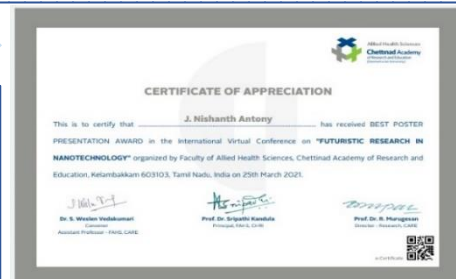 Allied Health Sciences
Chettinad Academy
of Research and Education
CERTIFICATE OF APPRECIATION
This is to certify that J. Nishanth Antony has received BEST POSTER
PRESENTATION AWARD in the International Virtual Conference on "FUTURISTIC RESEARCH IN
NANOTECHNOLOGY" organized by Faculty of Allied Health Sciences, Chettinad Academy of Research and
Education, Kelambakkam 603103, Tamil Nadu, India on 25th March 2021.
Dr. S. Wesley Vedakumari Prof. Dr. Sripathi Kandula Prof. Dr. R. Murugesan
Convener Principal, FAHS, CARE Director - Research, CARE
Assistant Professor - FAHS, CARE
e-Certificate